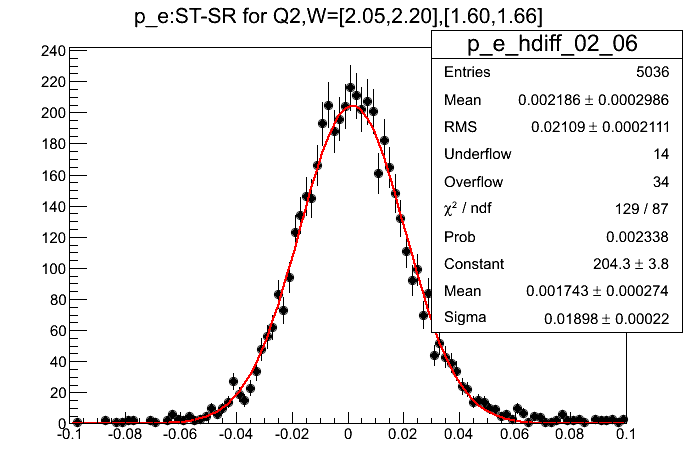 p_e:ST-SR for Q2,W=[2.05,2.20],[1.60,1.66]
p_e_hdiff_02_06
Entries 5036
Mean 0.002186 ± 0.0002986
RMS 0.02109 ± 0.0002111
Underflow 14
Overflow 34
χ² / ndf 129 / 87
Prob 0.002338
Constant 204.3 ± 3.8
Mean 0.001743 ± 0.000274
Sigma 0.01898 ± 0.00022
240
220
200
180
160
140
120
100
80
60
40
20
0
-0.1 -0.08 -0.06 -0.04 -0.02 0 0.02 0.04 0.06 0.08 0.1